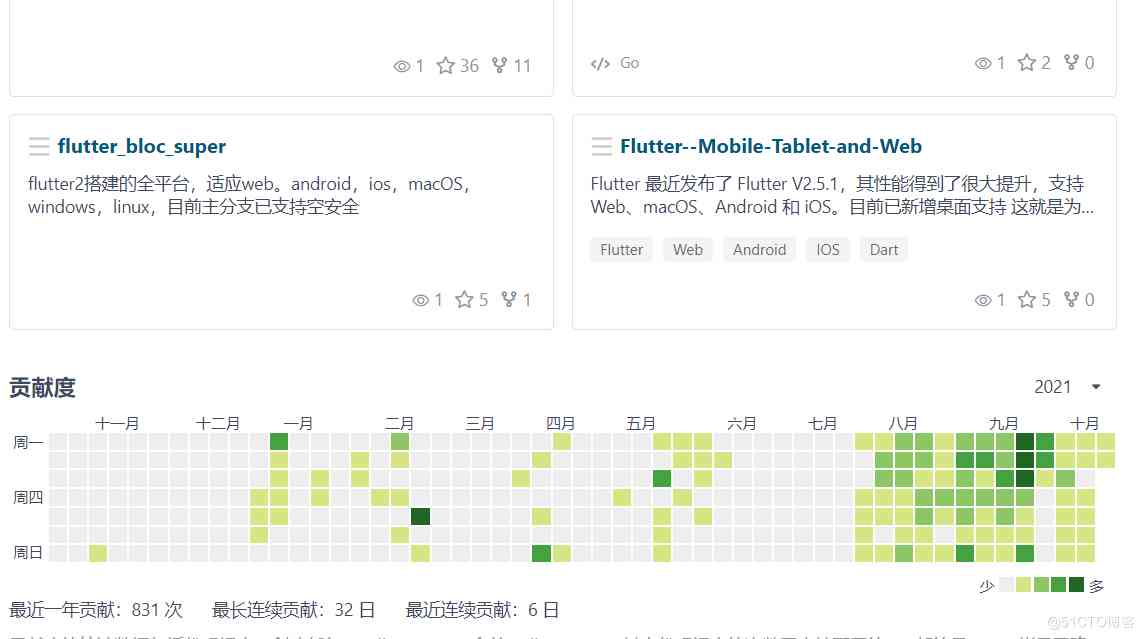 1 36 11
Go 1 2 0
flutter_bloc_super
flutter2搭建的全平台，适应web。android，ios，macOS，
windows，linux，目前主分支已支持空安全
1 5 1
Flutter--Mobile-Tablet-and-Web
Flutter 最近发布了 Flutter V2.5.1，其性能得到了很大提升，支持
Web、macOS、Android 和 iOS。目前已新增桌面支持 这就是为...
Flutter Web Android IOS Dart
1 5 0
贡献度 2021
十一月 十二月 一月 二月 三月 四月 五月 六月 七月 八月 九月 十月
周一
周四
周日
少 多
最近一年贡献：831 次 最长连续贡献：32 日 最近连续贡献：6 日
@51CTO博客